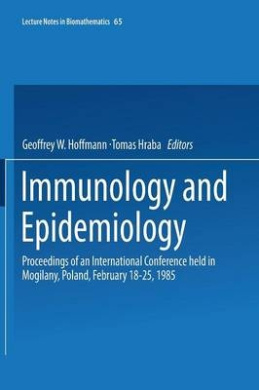 Lecture Notes in Biomathematics 65
Geoffrey W. Hoffmann · Tomas Hraba Editors
Immunology and
Epidemiology
Proceedings of an International Conference held in
Mogilany, Poland, February 18-25, 1985